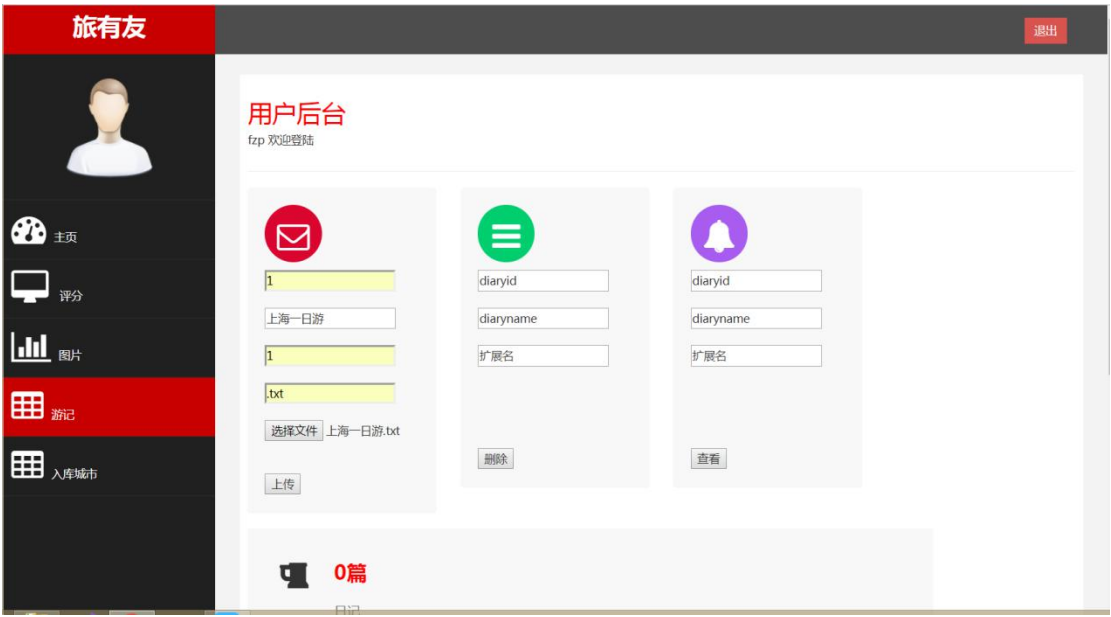 旅有友
退出
用户后台
fzp 欢迎登陆
主页
评分
图片
游记
入库城市
1
上海一日游
1
.txt
选择文件 上海一日游.txt
上传
diaryid
diaryname
扩展名
删除
diaryid
diaryname
扩展名
查看
0篇
日记